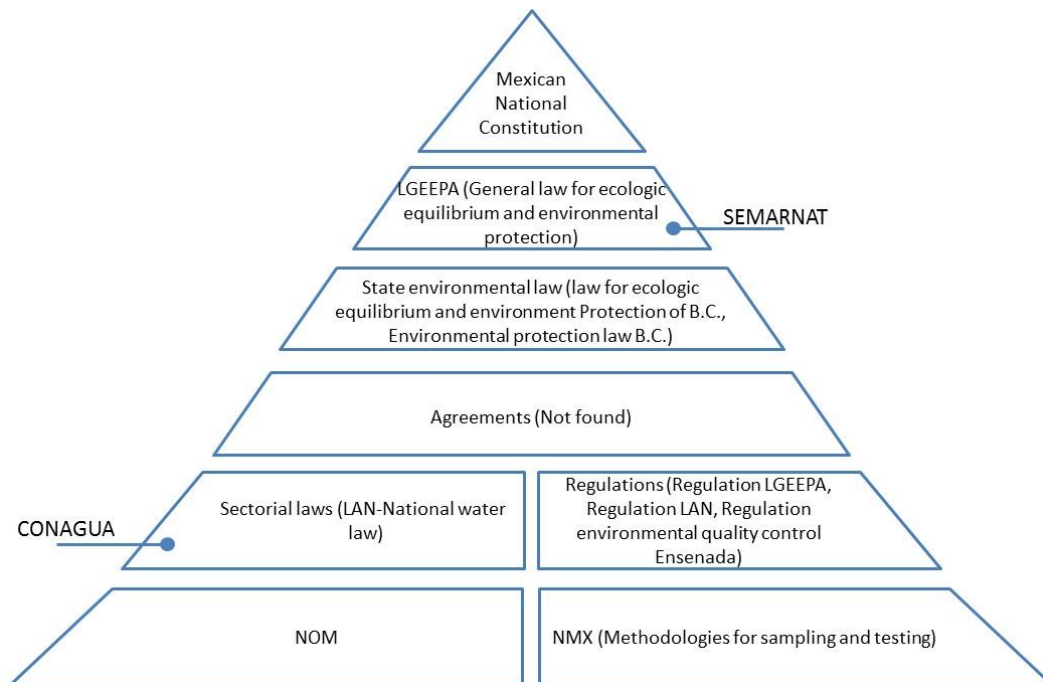 Mexican
National
Constitution
LGEEPA (General law for ecologic
equilibrium and environmental
protection)
SEMARNAT
State environmental law (law for ecologic
equilibrium and environment Protection of B.C.,
Environmental protection law B.C.)
Agreements (Not found)
CONAGUA
Sectorial laws (LAN-National water
law)
Regulations (Regulation LGEEPA,
Regulation LAN, Regulation
environmental quality control
Ensenada)
NOM
NMX (Methodologies for sampling and testing)